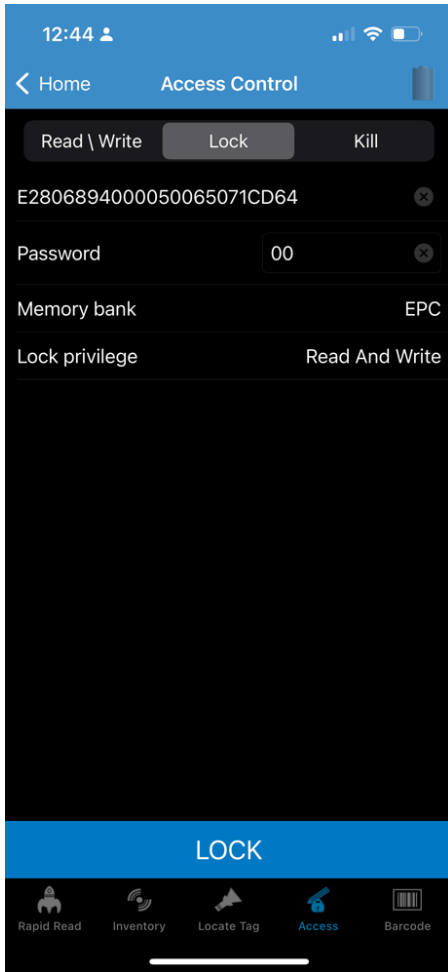 12:44
Home Access Control
Read \ Write Lock Kill
E2806894000050065071CD64
Password 00
Memory bank EPC
Lock privilege Read And Write
LOCK
Rapid Read Inventory Locate Tag Access Barcode